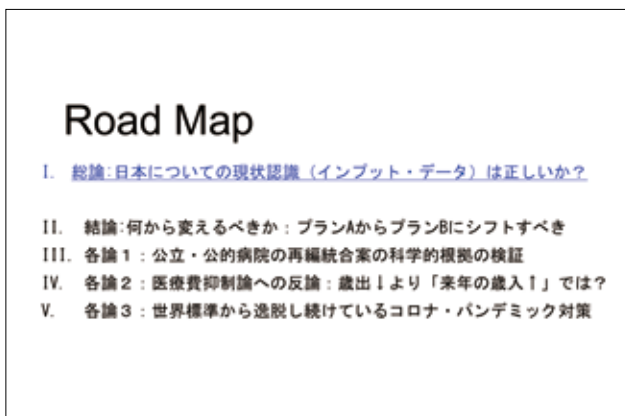 Road Map
I. 総論:日本についての現状認識（インプット・データ）は正しいか？
II. 結論:何から変えるべきか：プランAからプランBにシフトすべき
III. 各論１：公立・公的病院の再編統合案の科学的根拠の検証
IV. 各論２：医療費抑制論への反論：歳出↓より「来年の歳入↑」では？
V. 各論３：世界標準から逸脱し続けているコロナ・パンデミック対策